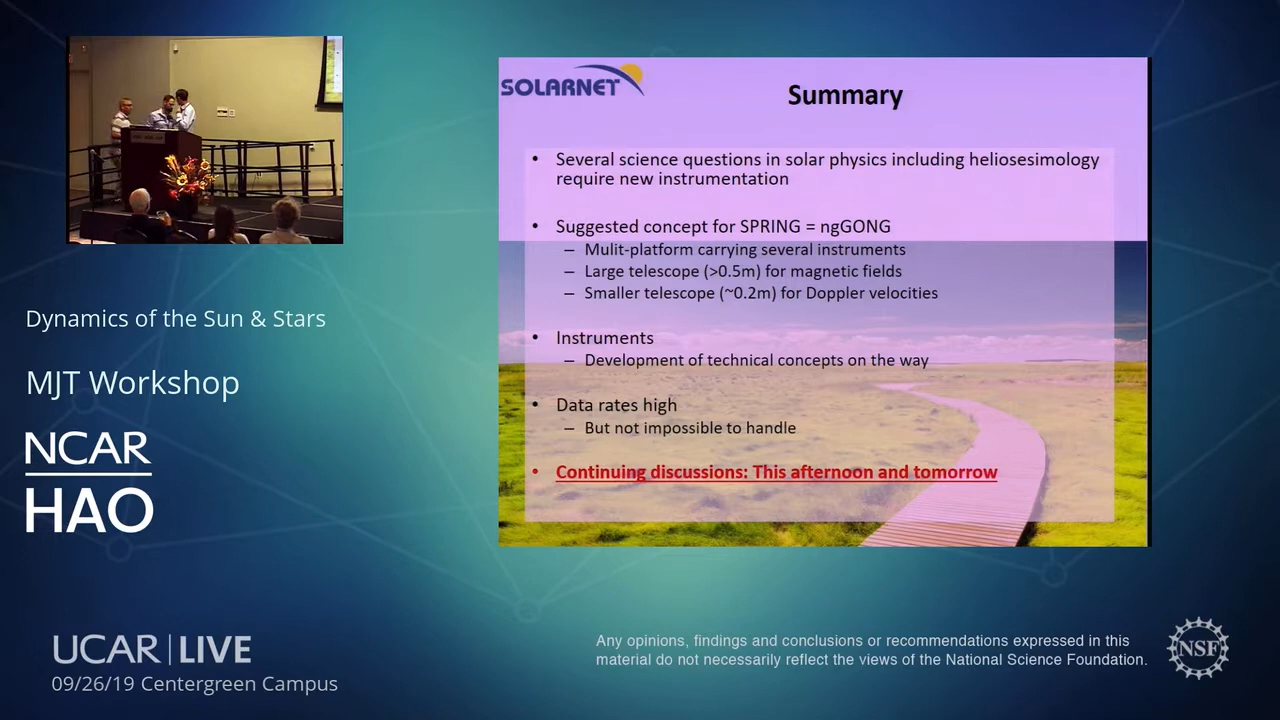 Dynamics of the Sun & Stars
MJT Workshop
NCAR
HAO
UCAR | LIVE
09/26/19 Centergreen Campus
SOLARNET
Summary
• Several science questions in solar physics including heliosesimology
require new instrumentation
• Suggested concept for SPRING = ngGONG
– Mulit-platform carrying several instruments
– Large telescope (>0.5m) for magnetic fields
– Smaller telescope (~0.2m) for Doppler velocities
• Instruments
– Development of technical concepts on the way
• Data rates high
– But not impossible to handle
• Continuing discussions: This afternoon and tomorrow
Any opinions, findings and conclusions or recommendations expressed in this
material do not necessarily reflect the views of the National Science Foundation.
NSF